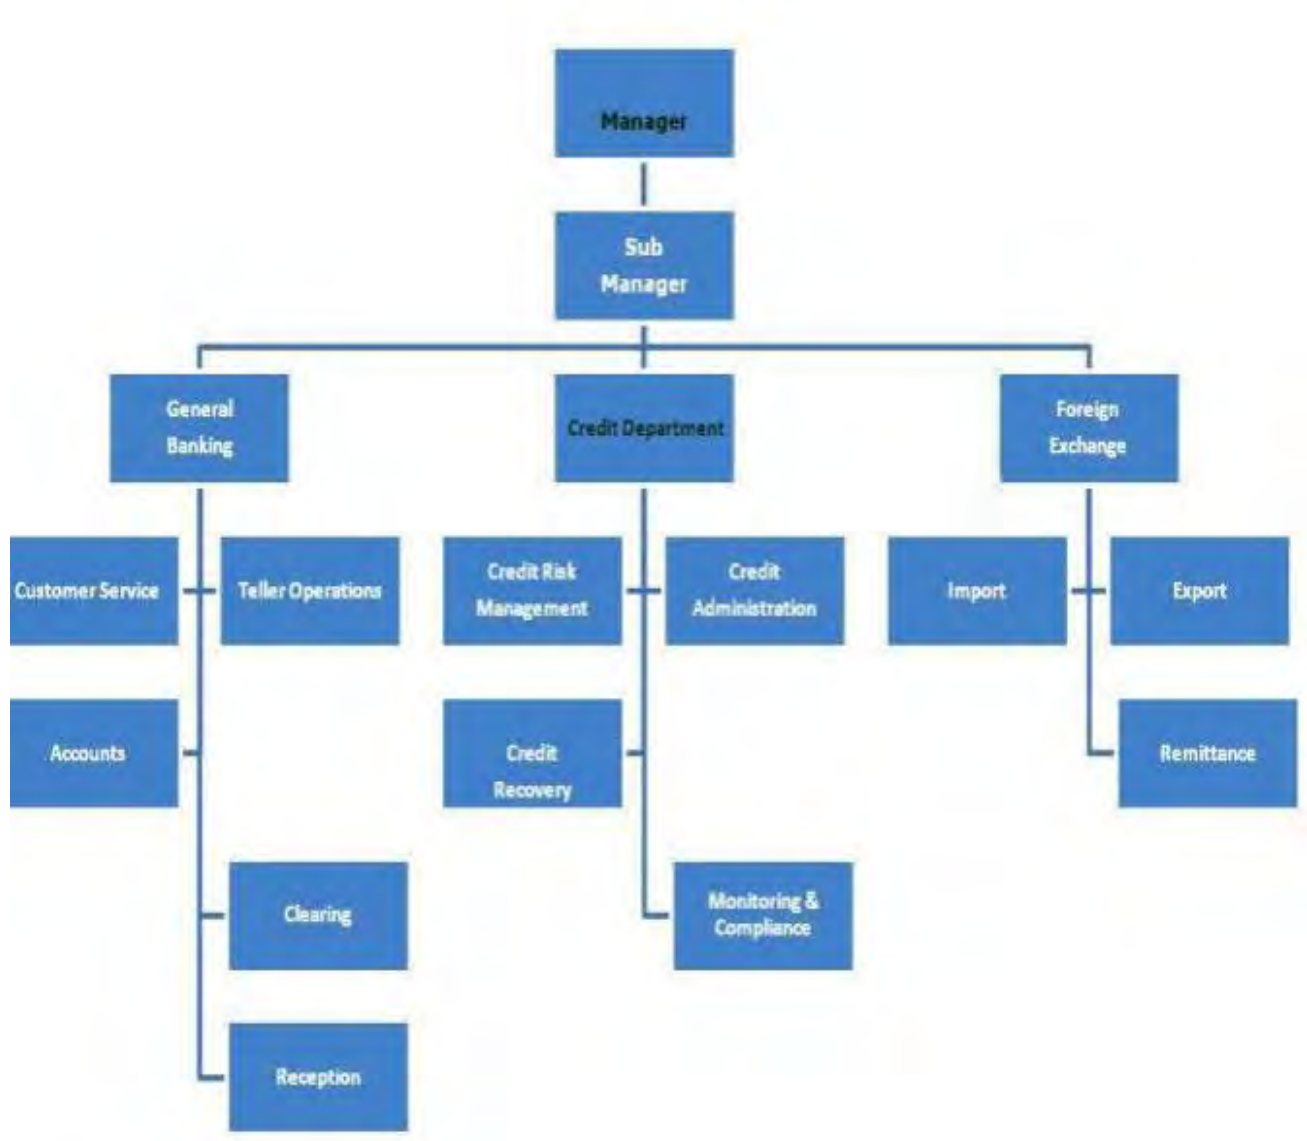 Manager
Sub
Manager
General
Banking
Credit Department
Foreign
Exchange
Customer Service
Teller Operations
Credit Risk
Management
Credit
Administration
Import
Export
Accounts
Credit
Recovery
Remittance
Clearing
Monitoring &
Compliance
Reception